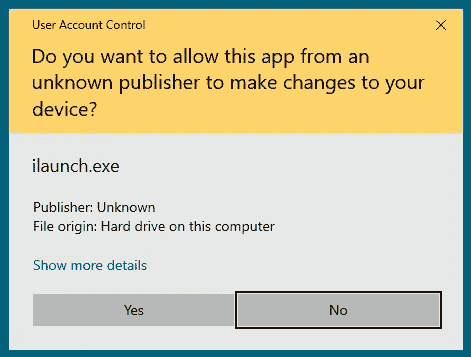 User Account Control
Do you want to allow this app from an
unknown publisher to make changes to your
device?
ilaunch.exe
Publisher: Unknown
File origin: Hard drive on this computer
Show more details
Yes
No